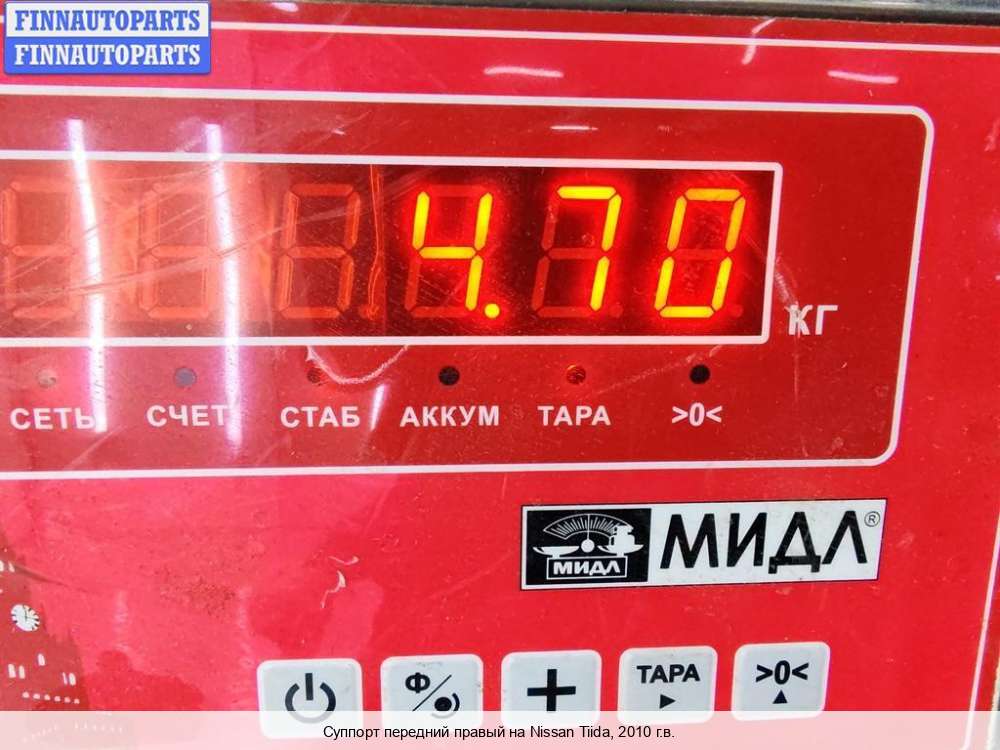 FINNAUTOPARTS
FINNAUTOPARTS
4.70
КГ
СЕТЬ СЧЕТ СТАБ АККУМ ТАРА >0<
МИДЛ МИДЛ®
Ф + ТАРА >0<
Суппорт передний правый на Nissan Tiida, 2010 г.в.